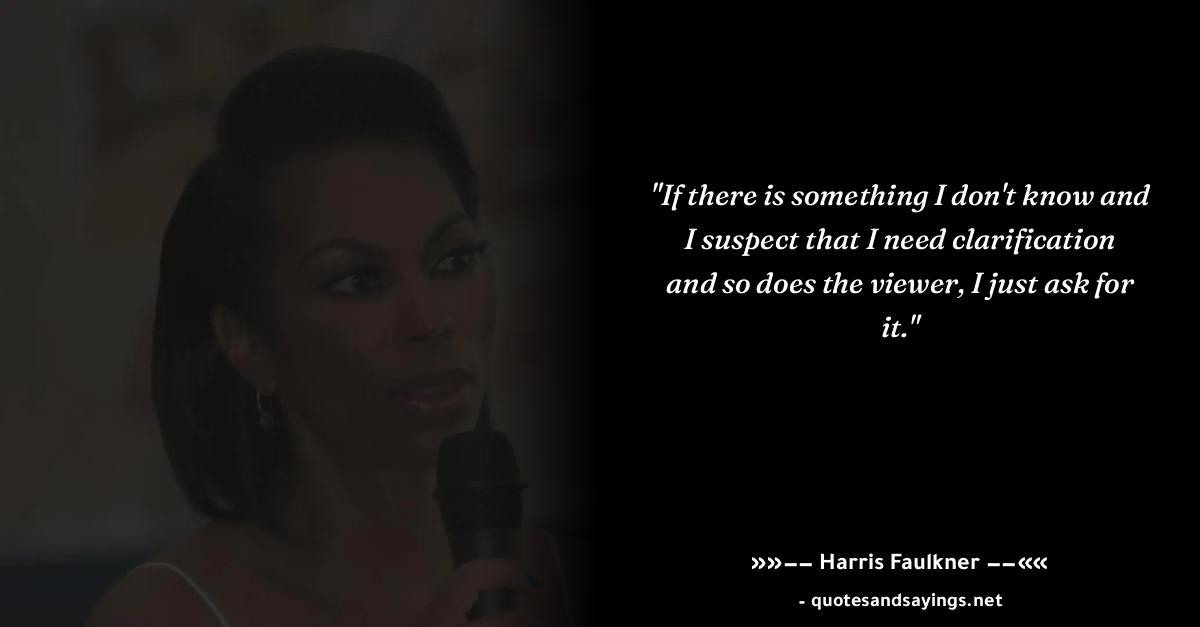 "If there is something I don't know and
I suspect that I need clarification
and so does the viewer, I just ask for
it."
»»–– Harris Faulkner ––««
- quotesandsayings.net